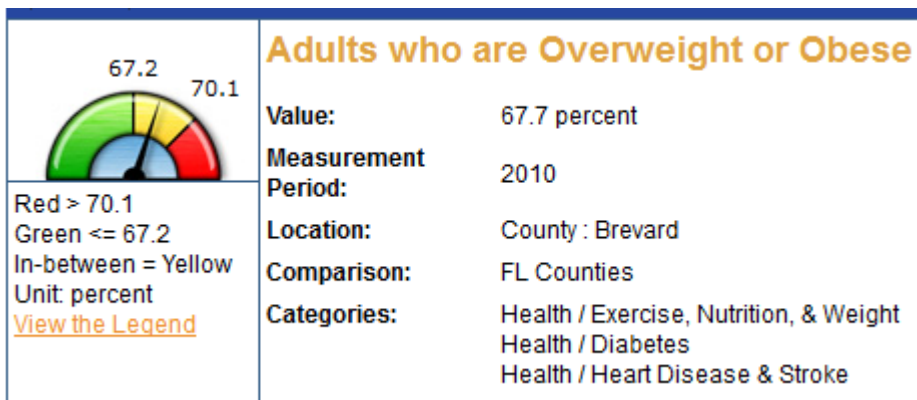 67.2
70.1
Red > 70.1
Green <= 67.2
In-between = Yellow
Unit: percent
View the Legend
Adults who are Overweight or Obese
Value: 67.7 percent
Measurement
Period: 2010
Location: County : Brevard
Comparison: FL Counties
Categories: Health / Exercise, Nutrition, & Weight
Health / Diabetes
Health / Heart Disease & Stroke